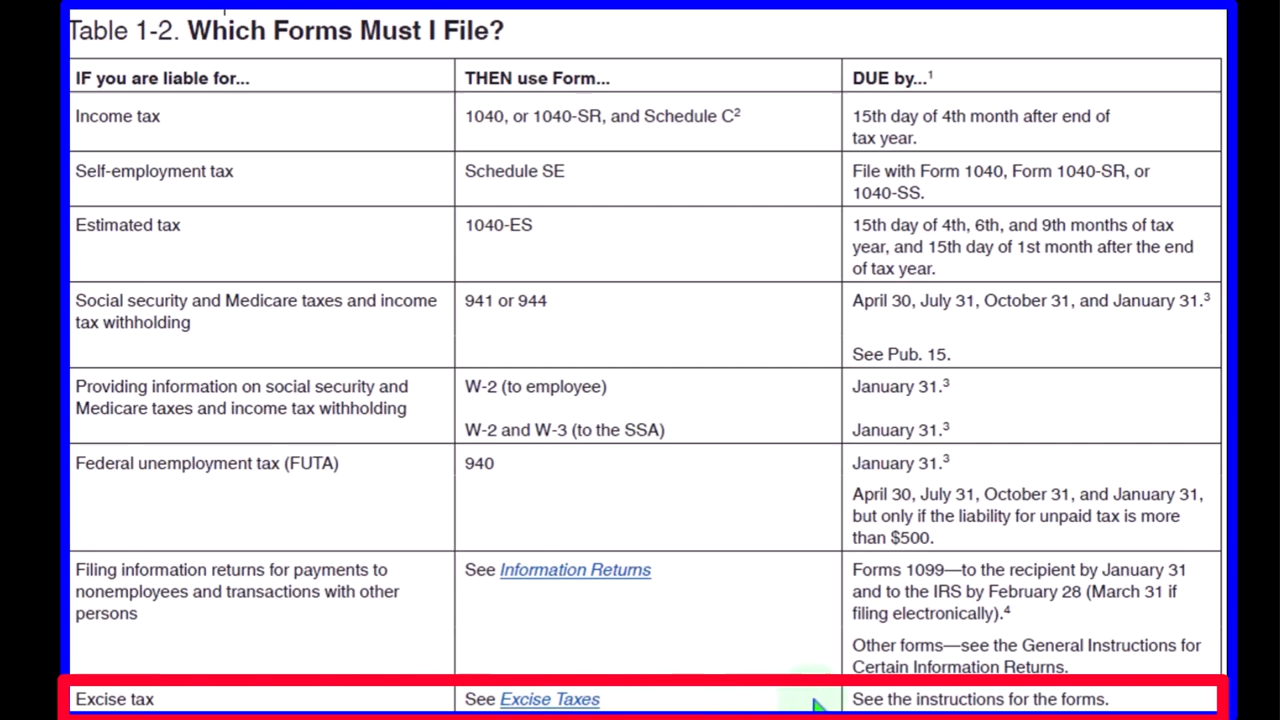 Table 1-2. Which Forms Must I File?
IF you are liable for...
THEN use Form...
DUE by...¹
Income tax
1040, or 1040-SR, and Schedule C²
15th day of 4th month after end of
tax year.
Self-employment tax
Schedule SE
File with Form 1040, Form 1040-SR, or
1040-SS.
Estimated tax
1040-ES
15th day of 4th, 6th, and 9th months of tax
year, and 15th day of 1st month after the end
of tax year.
Social security and Medicare taxes and income
tax withholding
941 or 944
April 30, July 31, October 31, and January 31.³
See Pub. 15.
Providing information on social security and
Medicare taxes and income tax withholding
W-2 (to employee)
January 31.³
W-2 and W-3 (to the SSA)
January 31.³
Federal unemployment tax (FUTA)
940
January 31.³
April 30, July 31, October 31, and January 31,
but only if the liability for unpaid tax is more
than $500.
Filing information returns for payments to
nonemployees and transactions with other
persons
See Information Returns
Forms 1099—to the recipient by January 31
and to the IRS by February 28 (March 31 if
filing electronically).⁴
Other forms—see the General Instructions for
Certain Information Returns.
Excise tax
See Excise Taxes
See the instructions for the forms.